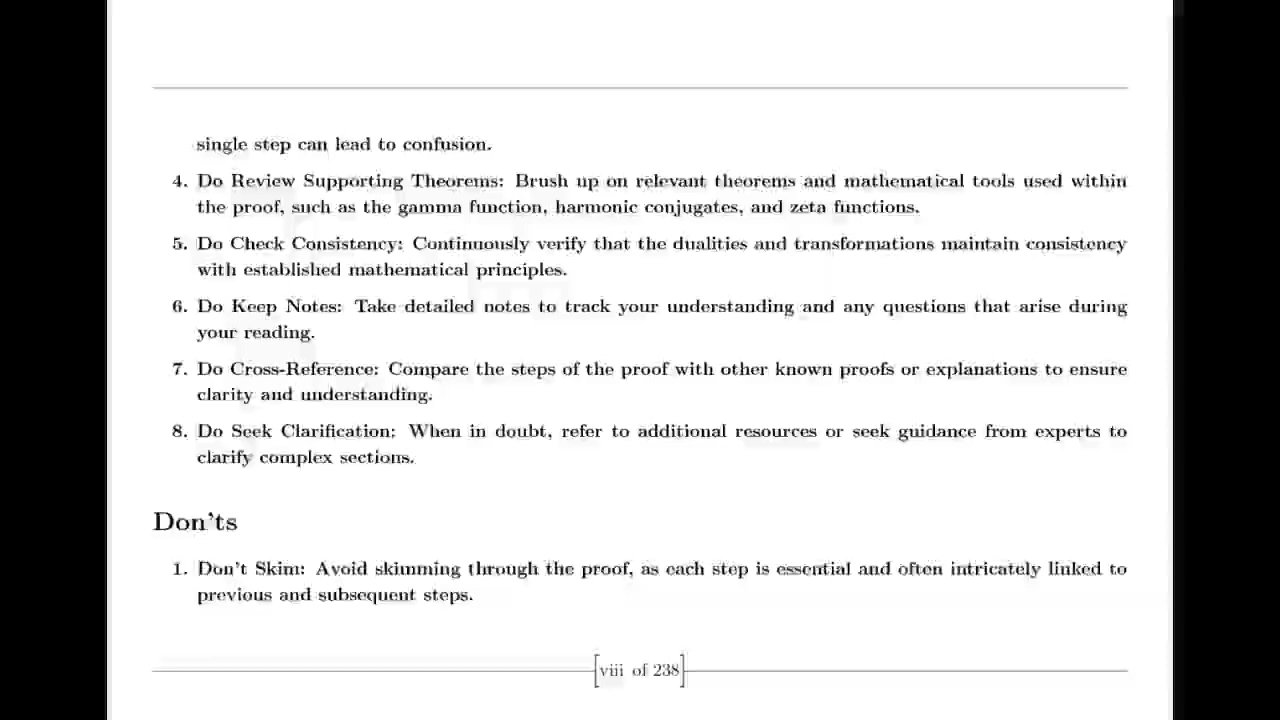 single step can lead to confusion.
4. Do Review Supporting Theorems: Brush up on relevant theorems and mathematical tools used within
the proof, such as the gamma function, harmonic conjugates, and zeta functions.
5. Do Check Consistency: Continuously verify that the dualities and transformations maintain consistency
with established mathematical principles.
6. Do Keep Notes: Take detailed notes to track your understanding and any questions that arise during
your reading.
7. Do Cross-Reference: Compare the steps of the proof with other known proofs or explanations to ensure
clarity and understanding.
8. Do Seek Clarification: When in doubt, refer to additional resources or seek guidance from experts to
clarify complex sections.
Don'ts
1. Don't Skim: Avoid skimming through the proof, as each step is essential and often intricately linked to
previous and subsequent steps.
[viii of 238]